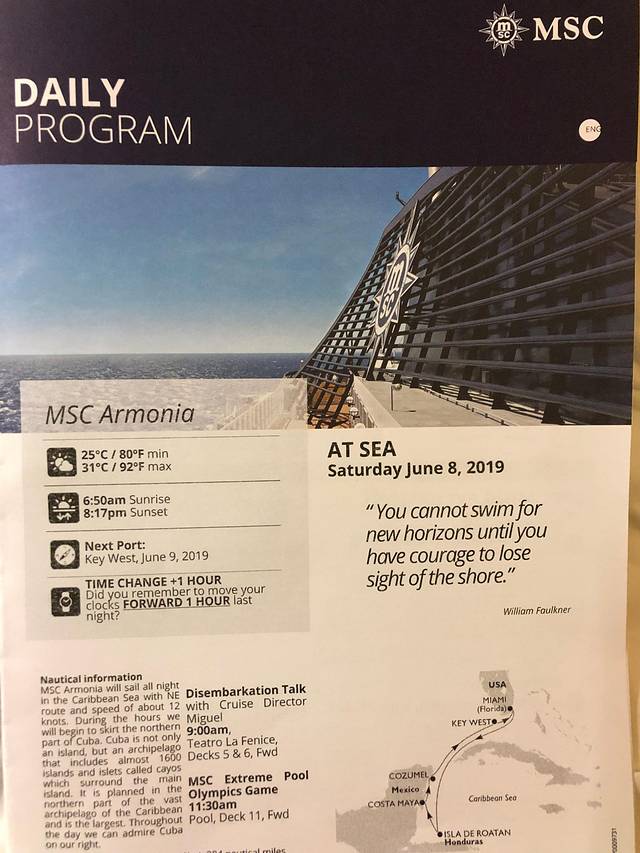 MSC
DAILY
PROGRAM
ENG
msc
MSC Armonia
25°C / 80°F min
31°C / 92°F max
6:50am Sunrise
8:17pm Sunset
Next Port:
Key West, June 9, 2019
TIME CHANGE +1 HOUR
Did you remember to move your
clocks FORWARD 1 HOUR last
night?
AT SEA
Saturday June 8, 2019
“You cannot swim for
new horizons until you
have courage to lose
sight of the shore.”
William Faulkner
Nautical information
MSC Armonia will sail all night
in the Caribbean Sea with NE
route and speed of about 12
knots. During the hours we
will begin to skirt the northern
part of Cuba. Cuba is not only
an island, but an archipelago
that includes almost 1600
islands and islets called cayos
which surround the main
island. It is planned in the
northern part of the vast
archipelago of the Caribbean
and is the largest. Throughout
the day we can admire Cuba
on our right.
Disembarkation Talk
with Cruise Director
Miguel
9:00am,
Teatro La Fenice,
Decks 5 & 6, Fwd
MSC Extreme Pool
Olympics Game
11:30am
Pool, Deck 11, Fwd
nautical miles
USA
MIAMI
(Florida)
KEY WEST
COZUMEL
Mexico
COSTA MAYA
Caribbean Sea
ISLA DE ROATAN
Honduras